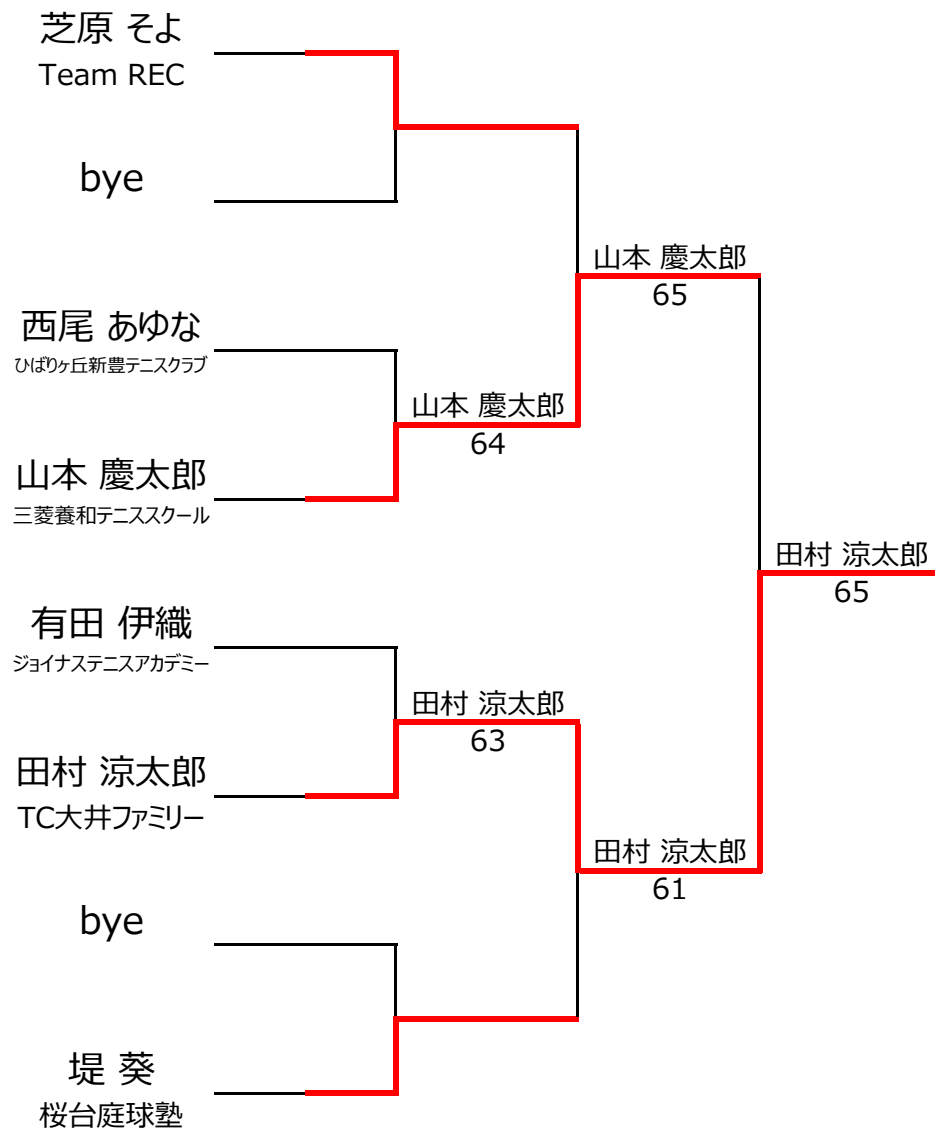 芝原 そよ
Team REC
bye
西尾 あゆな
ひばりヶ丘新豊テニスクラブ
山本 慶太郎
三菱養和テニススクール
有田 伊織
ジョイナステニスアカデミー
田村 涼太郎
TC大井ファミリー
bye
堤 葵
桜台庭球塾
山本 慶太郎
64
田村 涼太郎
63
山本 慶太郎
65
田村 涼太郎
61
田村 涼太郎
65